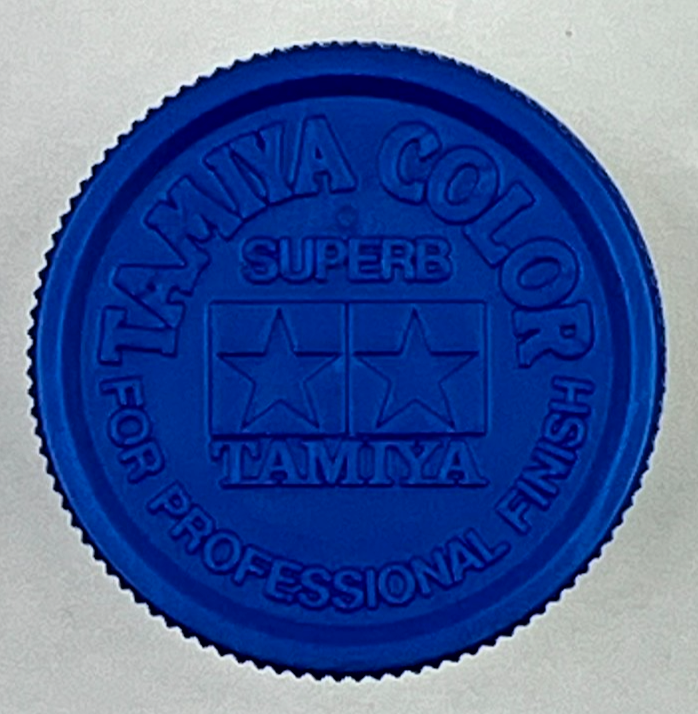 TAMIYA COLOR
SUPERB
TAMIYA
FOR PROFESSIONAL FINISH